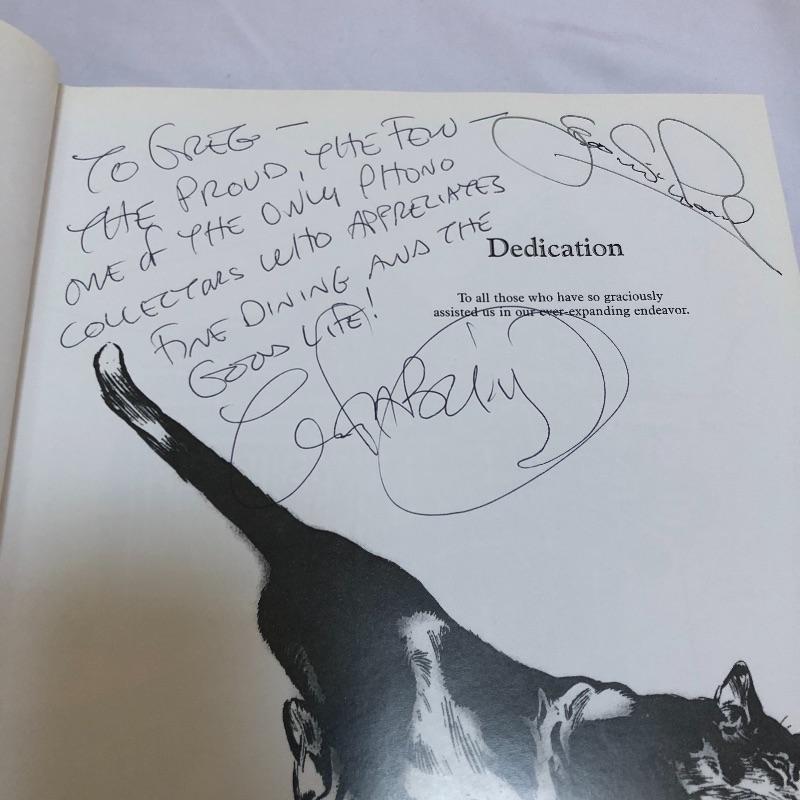 TO GREG —
THE PROUD, THE FEW —
ONE of THE ONLY PHONO
COLLECTORS WHO APPRECIATES
FINE DINING AND THE
GOOD LIFE!
Dedication
To all those who have so graciously
assisted us in our ever-expanding endeavor.